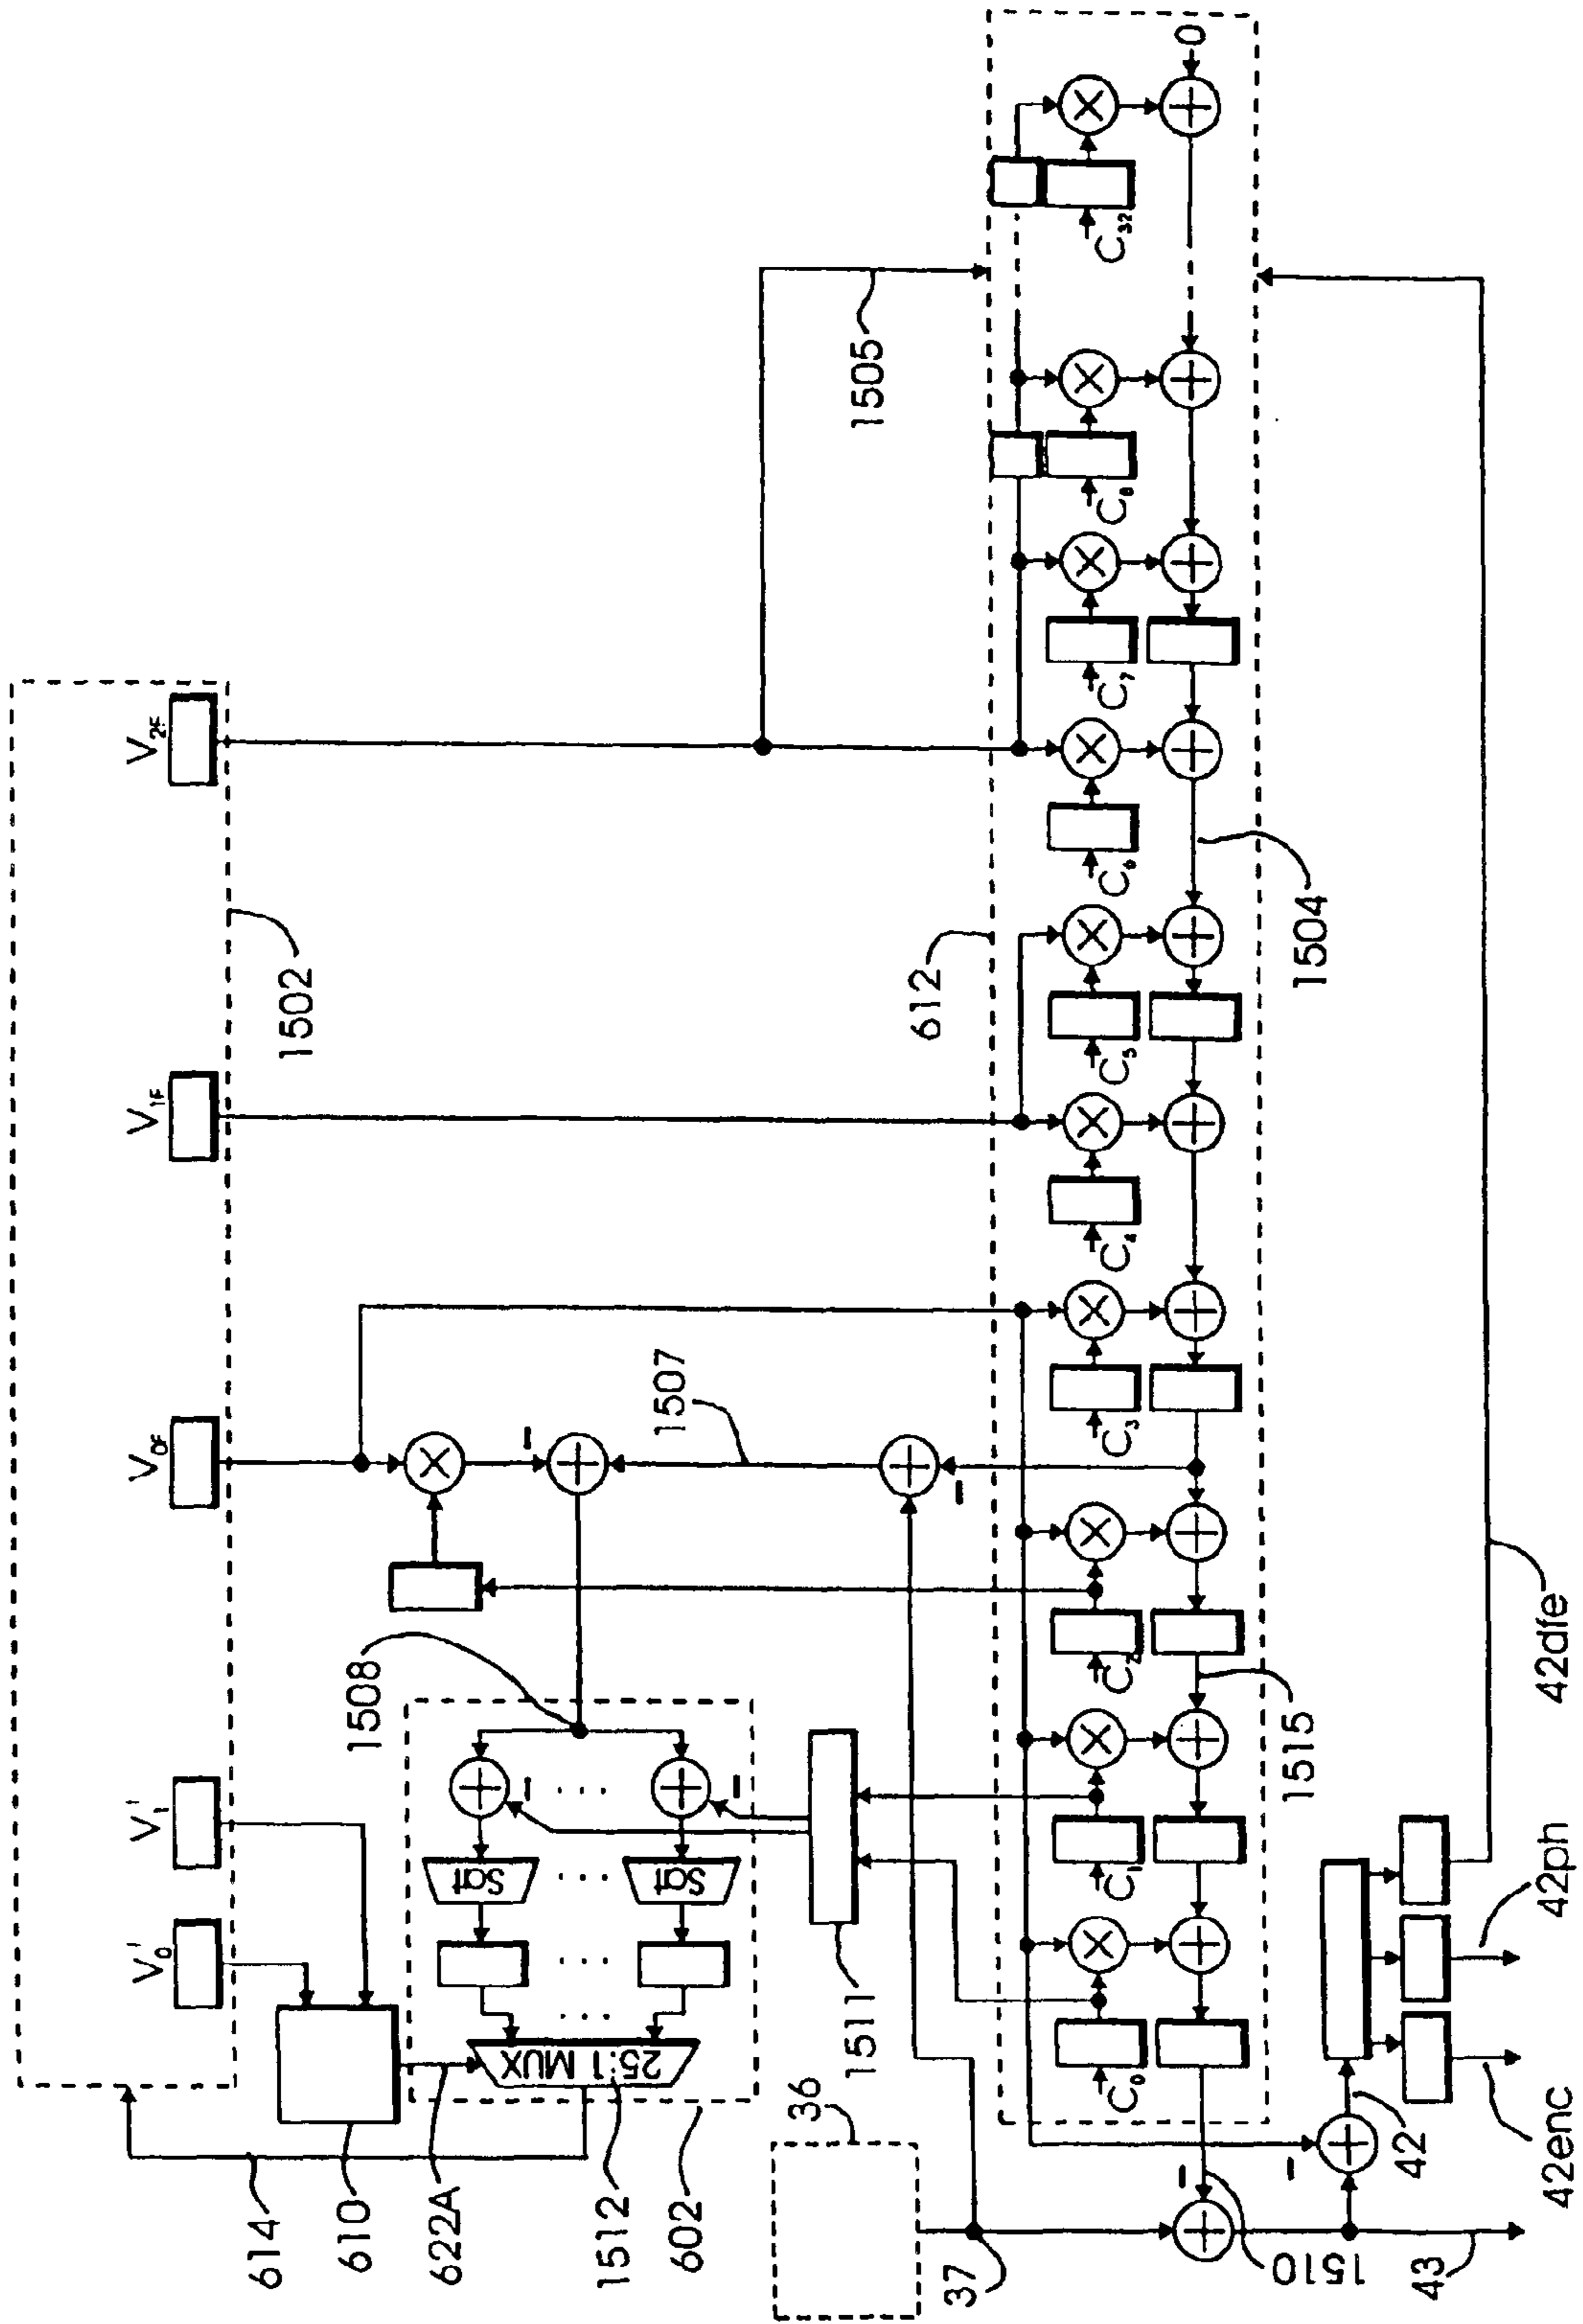 V0F
V1F
V2F
V0'
V1'
1502
614
610
622A
1512
602
1508
25:1 MUX
Sqt
Sqt
1507
1505
1511
36
37
612
C0
C1
C2
C3
C4
C5
C6
C7
C8
C32
0
1504
1515
1510
42
43
42enc
42ph
42dfe